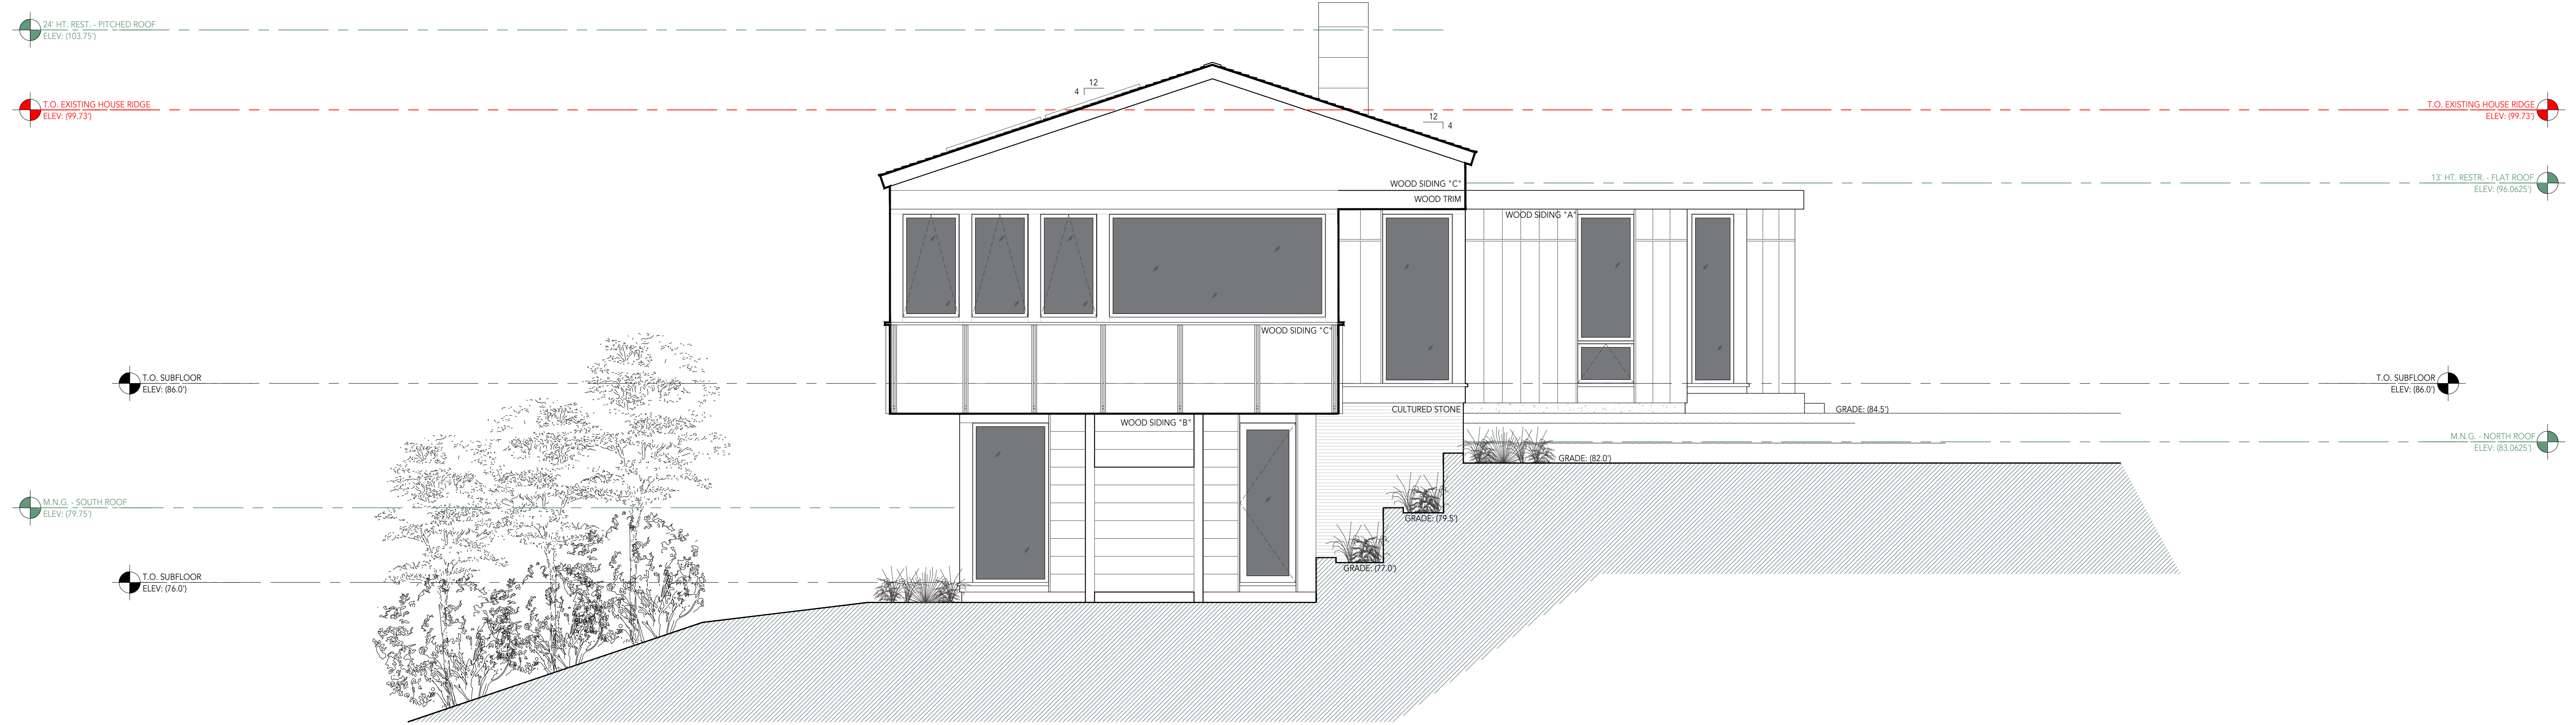 24' HT. REST. - PITCHED ROOF
ELEV: (103.75')
12
4
T.O. EXISTING HOUSE RIDGE
ELEV: (99.73')
T.O. EXISTING HOUSE RIDGE
ELEV: (99.73')
12
4
13' HT. RESTR. - FLAT ROOF
ELEV: (96.0625')
WOOD SIDING "C"
WOOD TRIM
WOOD SIDING "A"
WOOD SIDING "C"
T.O. SUBFLOOR
ELEV: (86.0')
T.O. SUBFLOOR
ELEV: (86.0')
CULTURED STONE
GRADE: (84.5')
WOOD SIDING "B"
M.N.G. - NORTH ROOF
ELEV: (83.0625')
GRADE: (82.0')
M.N.G. - SOUTH ROOF
ELEV: (79.75')
GRADE: (79.5')
GRADE: (77.0')
T.O. SUBFLOOR
ELEV: (76.0')